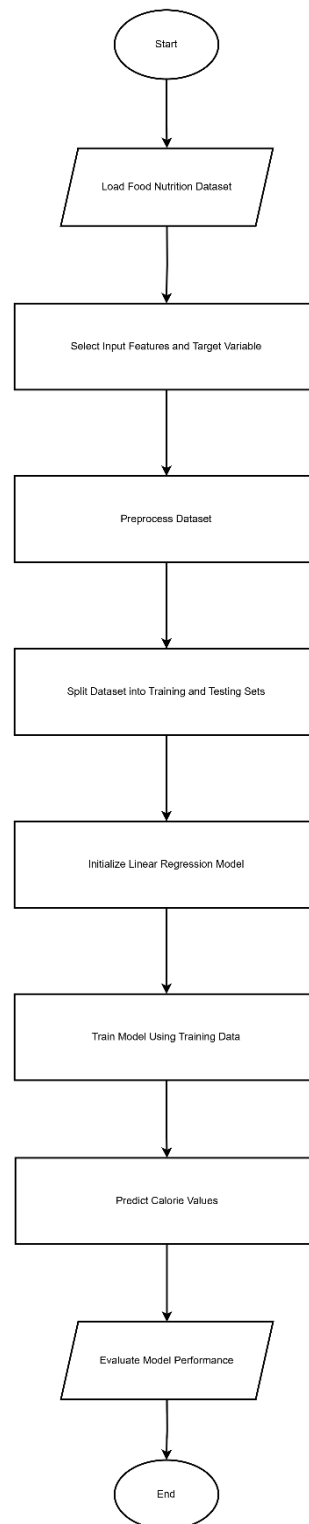 Start
Load Food Nutrition Dataset
Select Input Features and Target Variable
Preprocess Dataset
Split Dataset into Training and Testing Sets
Initialize Linear Regression Model
Train Model Using Training Data
Predict Calorie Values
Evaluate Model Performance
End